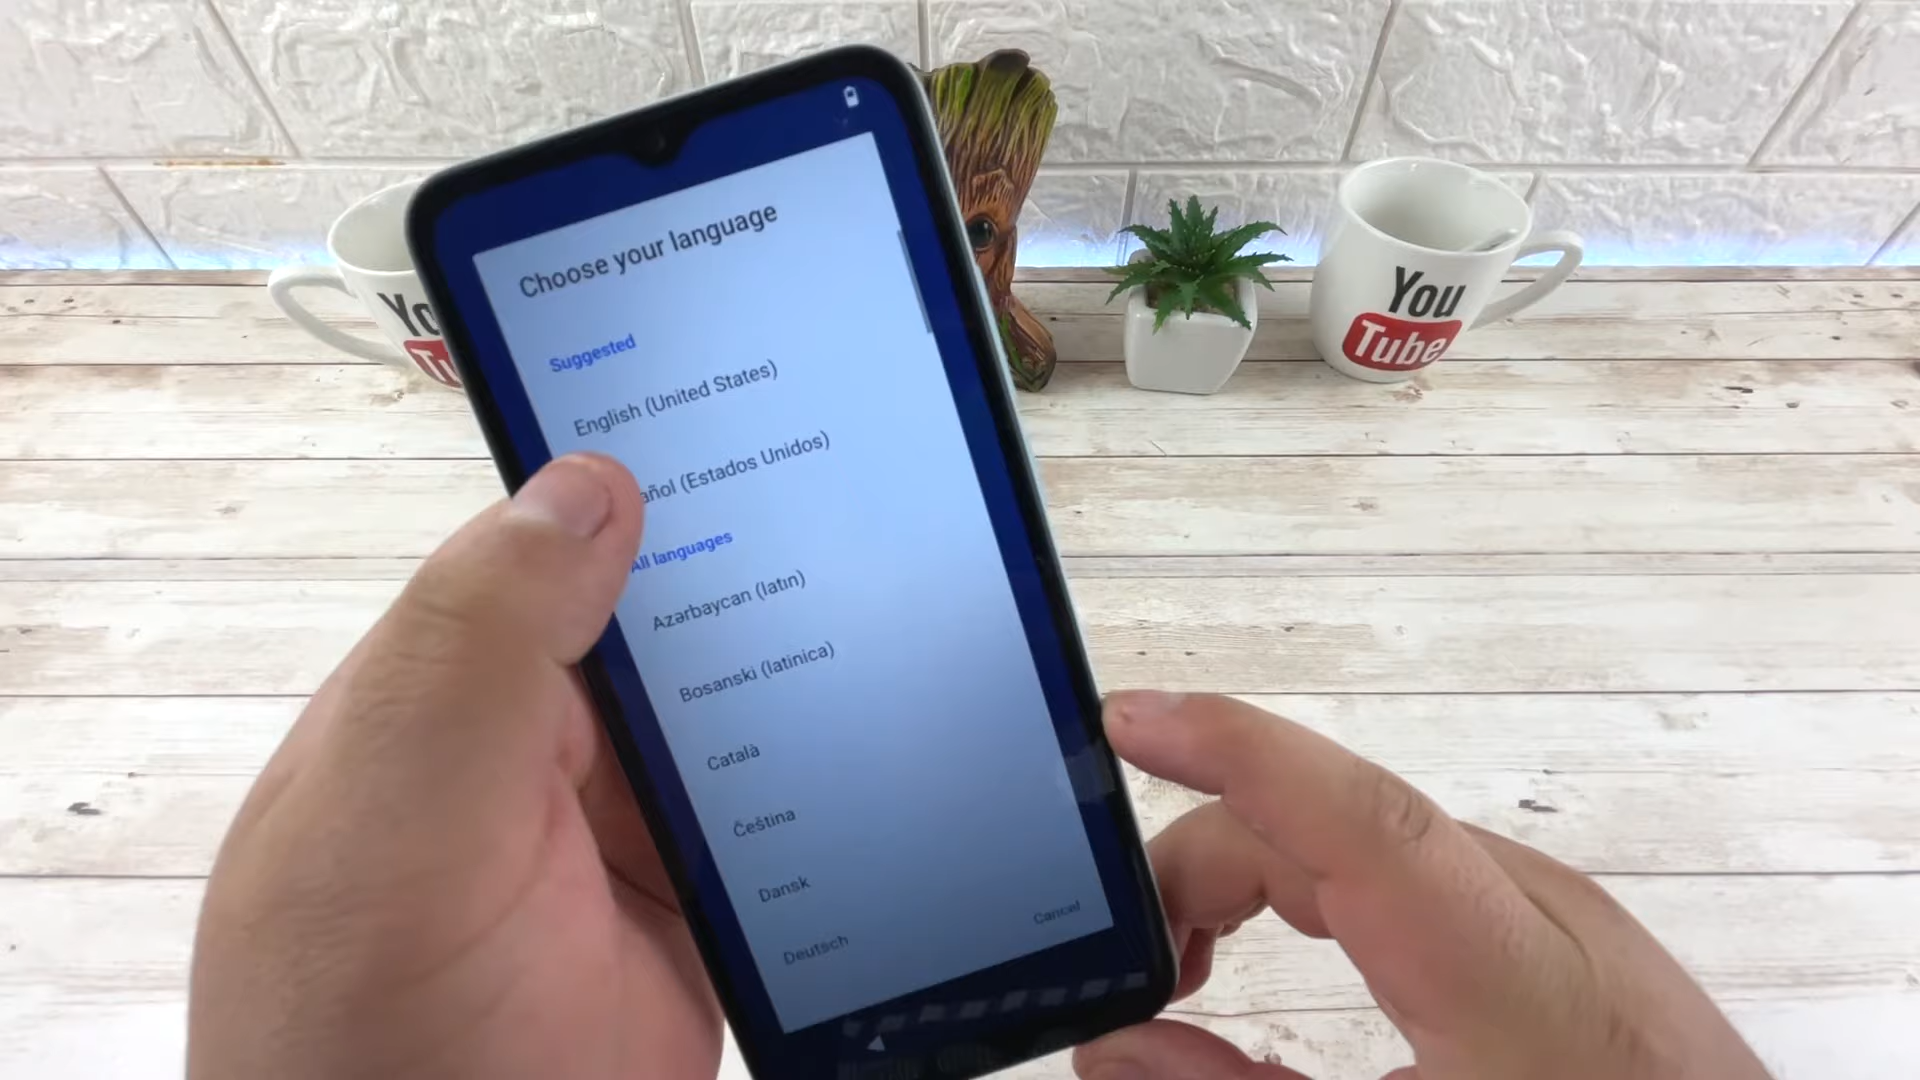 Choose your language
Suggested
English (United States)
añol (Estados Unidos)
All languages
Azərbaycan (latın)
Bosanski (latinica)
Català
Čeština
Dansk
Deutsch
Cancel
Yo
Tu
You
Tube